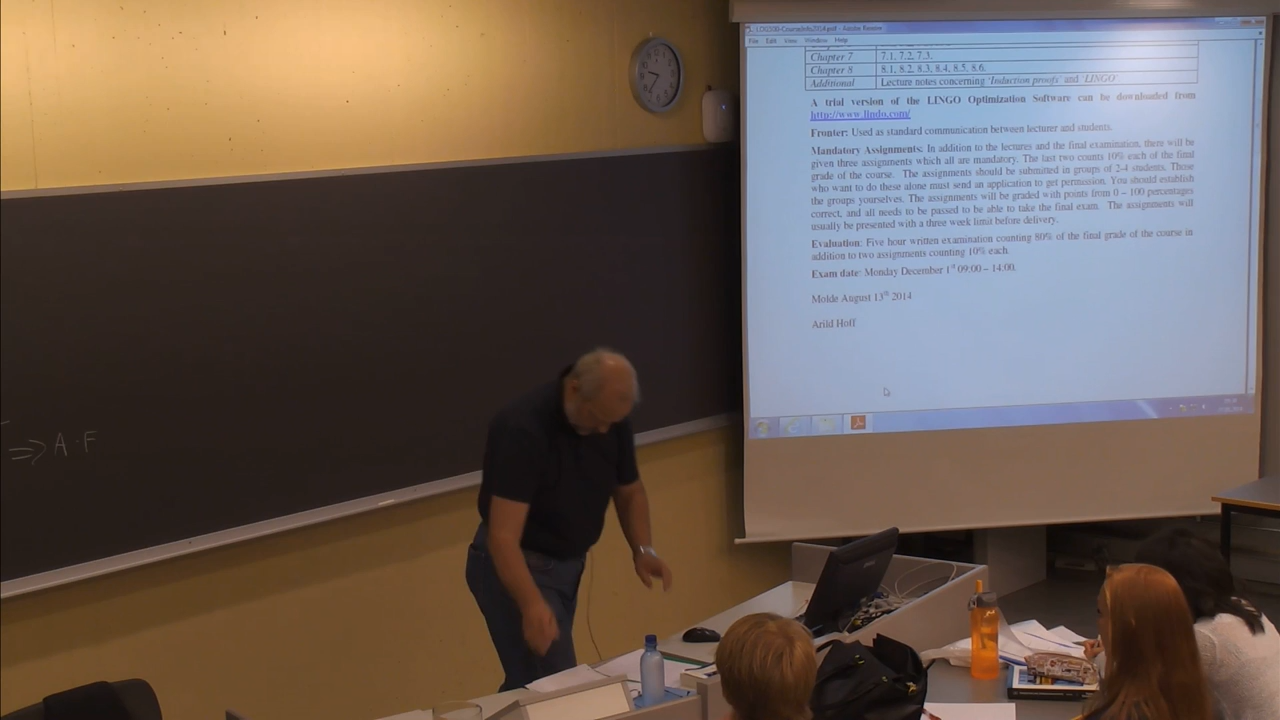 LOG500-CourseInfo2014.pdf - Adobe Reader
File Edit View Window Help
Chapter 7 7.1, 7.2, 7.3.
Chapter 8 8.1, 8.2, 8.3, 8.4, 8.5, 8.6.
Additional Lecture notes concerning 'Induction proofs' and 'LINGO'.
A trial version of the LINGO Optimization Software can be downloaded from
http://www.lindo.com/
Fronter: Used as standard communication between lecturer and students.
Mandatory Assignments: In addition to the lectures and the final examination, there will be
given three assignments which all are mandatory. The last two counts 10% each of the final
grade of the course. The assignments should be submitted in groups of 2-4 students. Those
who want to do these alone must send an application to get permission. You should establish
the groups yourselves. The assignments will be graded with points from 0 – 100 percentages
correct, and all needs to be passed to be able to take the final exam. The assignments will
usually be presented with a three week limit before delivery.
Evaluation: Five hour written examination counting 80% of the final grade of the course in
addition to two assignments counting 10% each.
Exam date: Monday December 1st 09:00 – 14:00.
Molde August 13th 2014
Arild Hoff
⇒ A·F